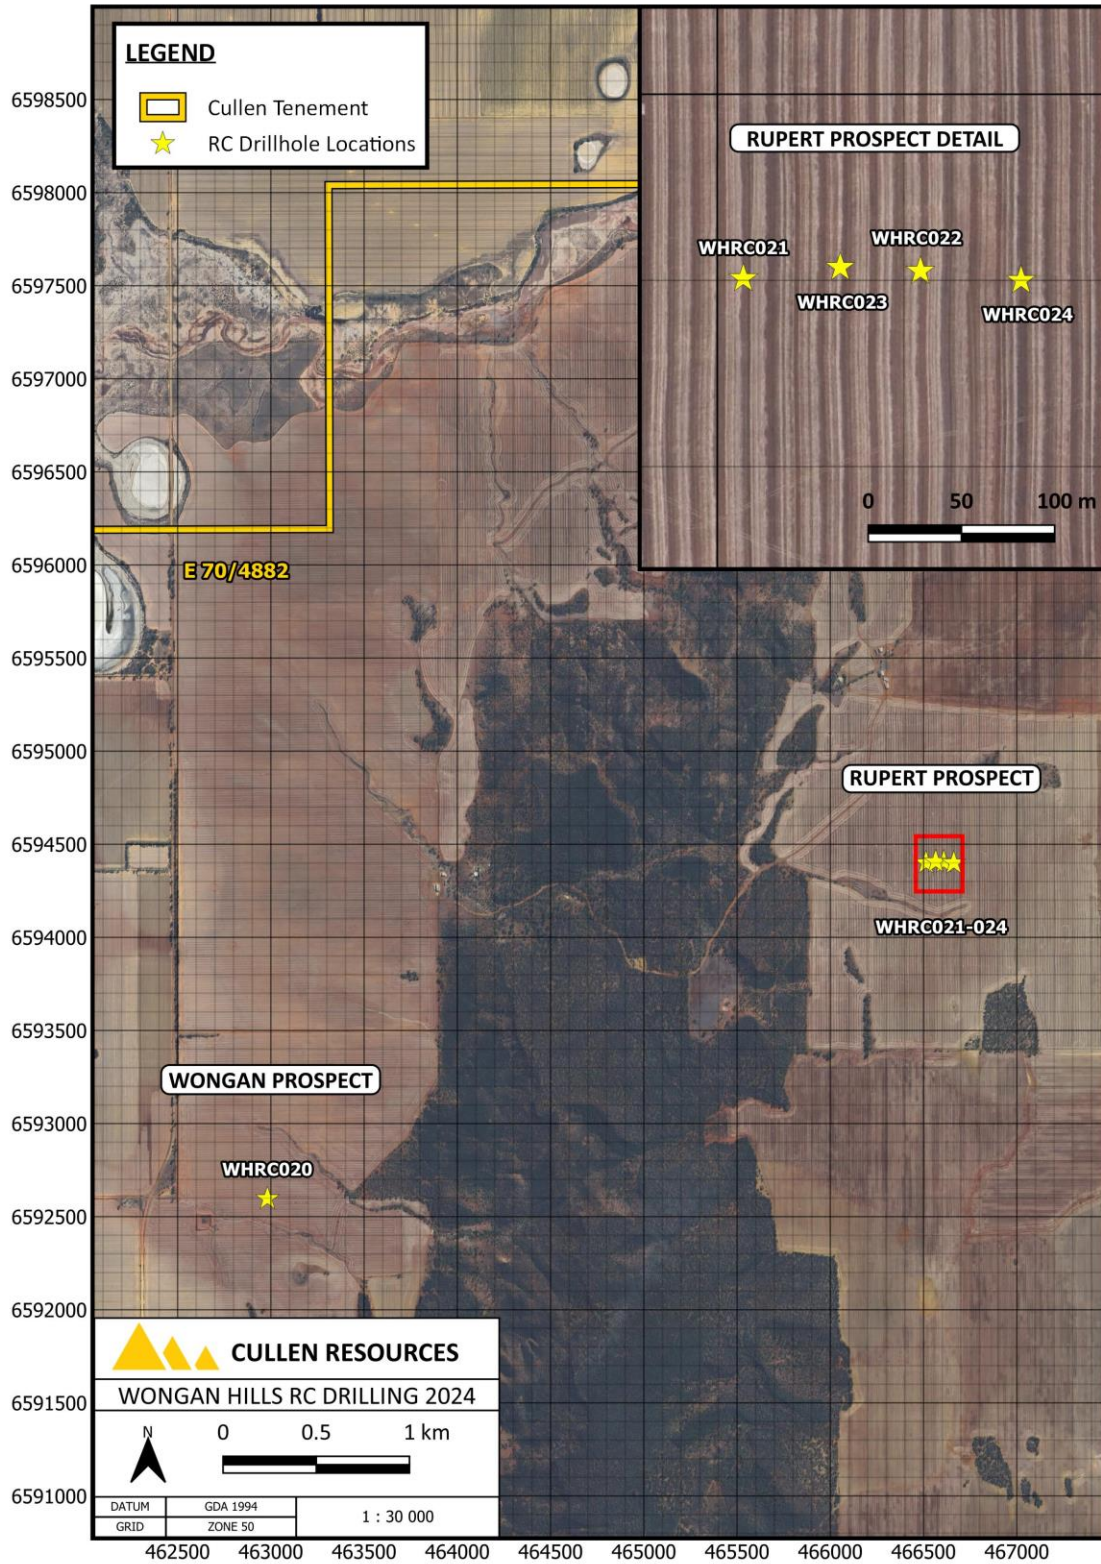 LEGEND
Cullen Tenement
RC Drillhole Locations
RUPERT PROSPECT DETAIL
WHRC021
WHRC022
WHRC023
WHRC024
0 50 100 m
6598500
6598000
6597500
6597000
6596500
6596000
6595500
6595000
6594500
6594000
6593500
6593000
6592500
6592000
6591500
6591000
E 70/4882
RUPERT PROSPECT
WHRC021-024
WONGAN PROSPECT
WHRC020
CULLEN RESOURCES
WONGAN HILLS RC DRILLING 2024
N
0 0.5 1 km
DATUM GDA 1994
GRID ZONE 50
1 : 30 000
462500 463000 463500 464000 464500 465000 465500 466000 466500 467000